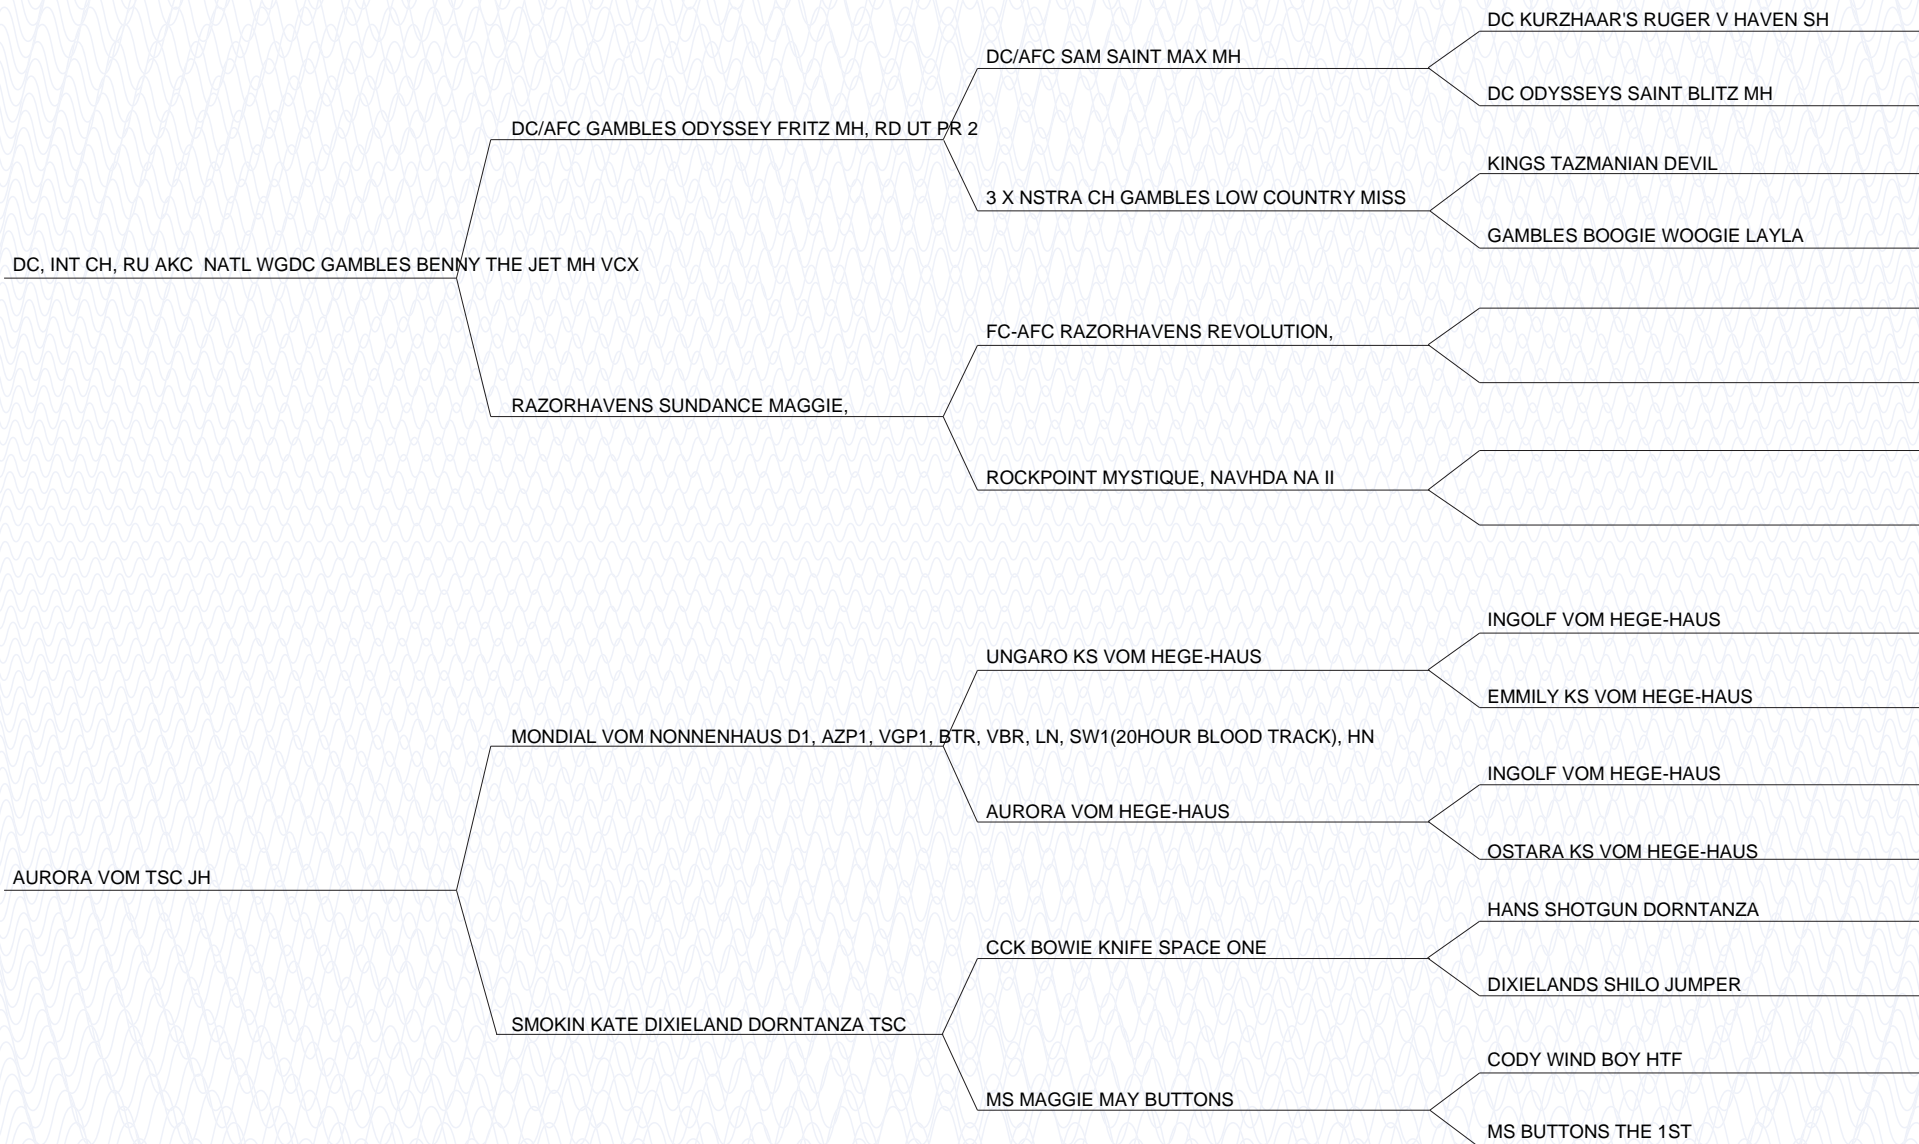 DC KURZHAAR'S RUGER V HAVEN SH
DC/AFC SAM SAINT MAX MH
DC ODYSSEYS SAINT BLITZ MH
DC/AFC GAMBLES ODYSSEY FRITZ MH, RD UT PR 2
KINGS TAZMANIAN DEVIL
3 X NSTRA CH GAMBLES LOW COUNTRY MISS
GAMBLES BOOGIE WOOGIE LAYLA
DC, INT CH, RU AKC  NATL WGDC GAMBLES BENNY THE JET MH VCX
FC-AFC RAZORHAVENS REVOLUTION,
RAZORHAVENS SUNDANCE MAGGIE,
ROCKPOINT MYSTIQUE, NAVHDA NA II
INGOLF VOM HEGE-HAUS
UNGARO KS VOM HEGE-HAUS
EMMILY KS VOM HEGE-HAUS
MONDIAL VOM NONNENHAUS D1, AZP1, VGP1, BTR, VBR, LN, SW1(20HOUR BLOOD TRACK), HN
INGOLF VOM HEGE-HAUS
AURORA VOM HEGE-HAUS
OSTARA KS VOM HEGE-HAUS
AURORA VOM TSC JH
HANS SHOTGUN DORNTANZA
CCK BOWIE KNIFE SPACE ONE
DIXIELANDS SHILO JUMPER
SMOKIN KATE DIXIELAND DORNTANZA TSC
CODY WIND BOY HTF
MS MAGGIE MAY BUTTONS
MS BUTTONS THE 1ST